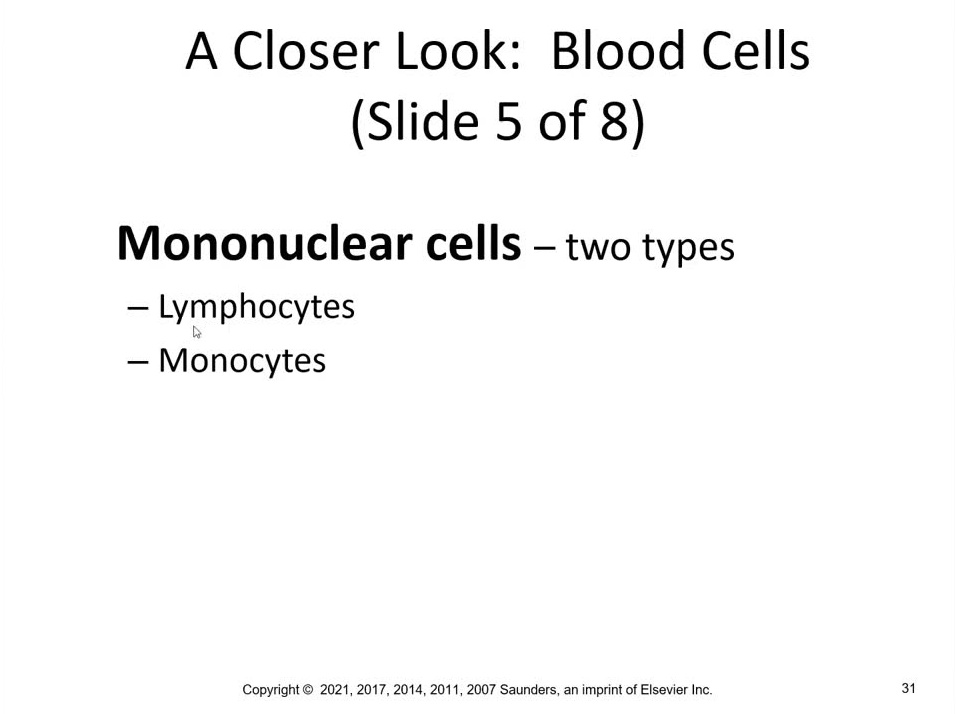 A Closer Look:  Blood Cells
(Slide 5 of 8)
Mononuclear cells – two types
– Lymphocytes
– Monocytes
Copyright ©  2021, 2017, 2014, 2011, 2007 Saunders, an imprint of Elsevier Inc.
31